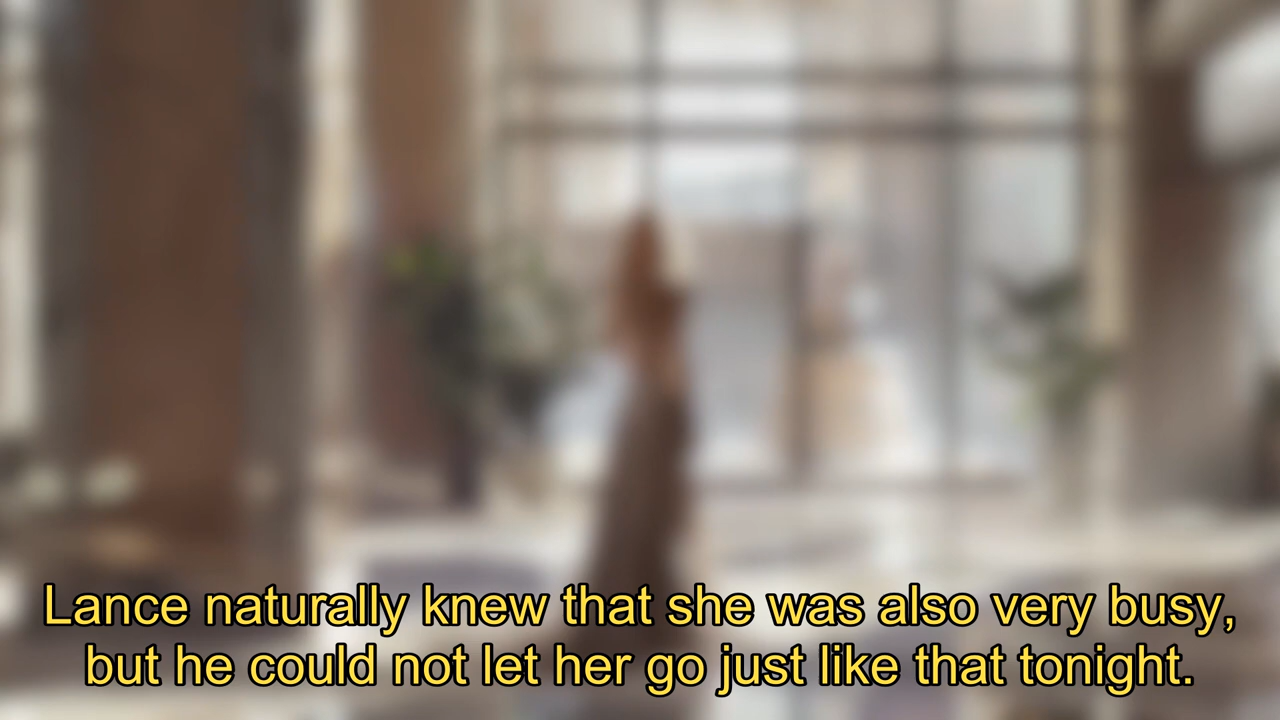 Lance naturally knew that she was also very busy,
but he could not let her go just like that tonight.